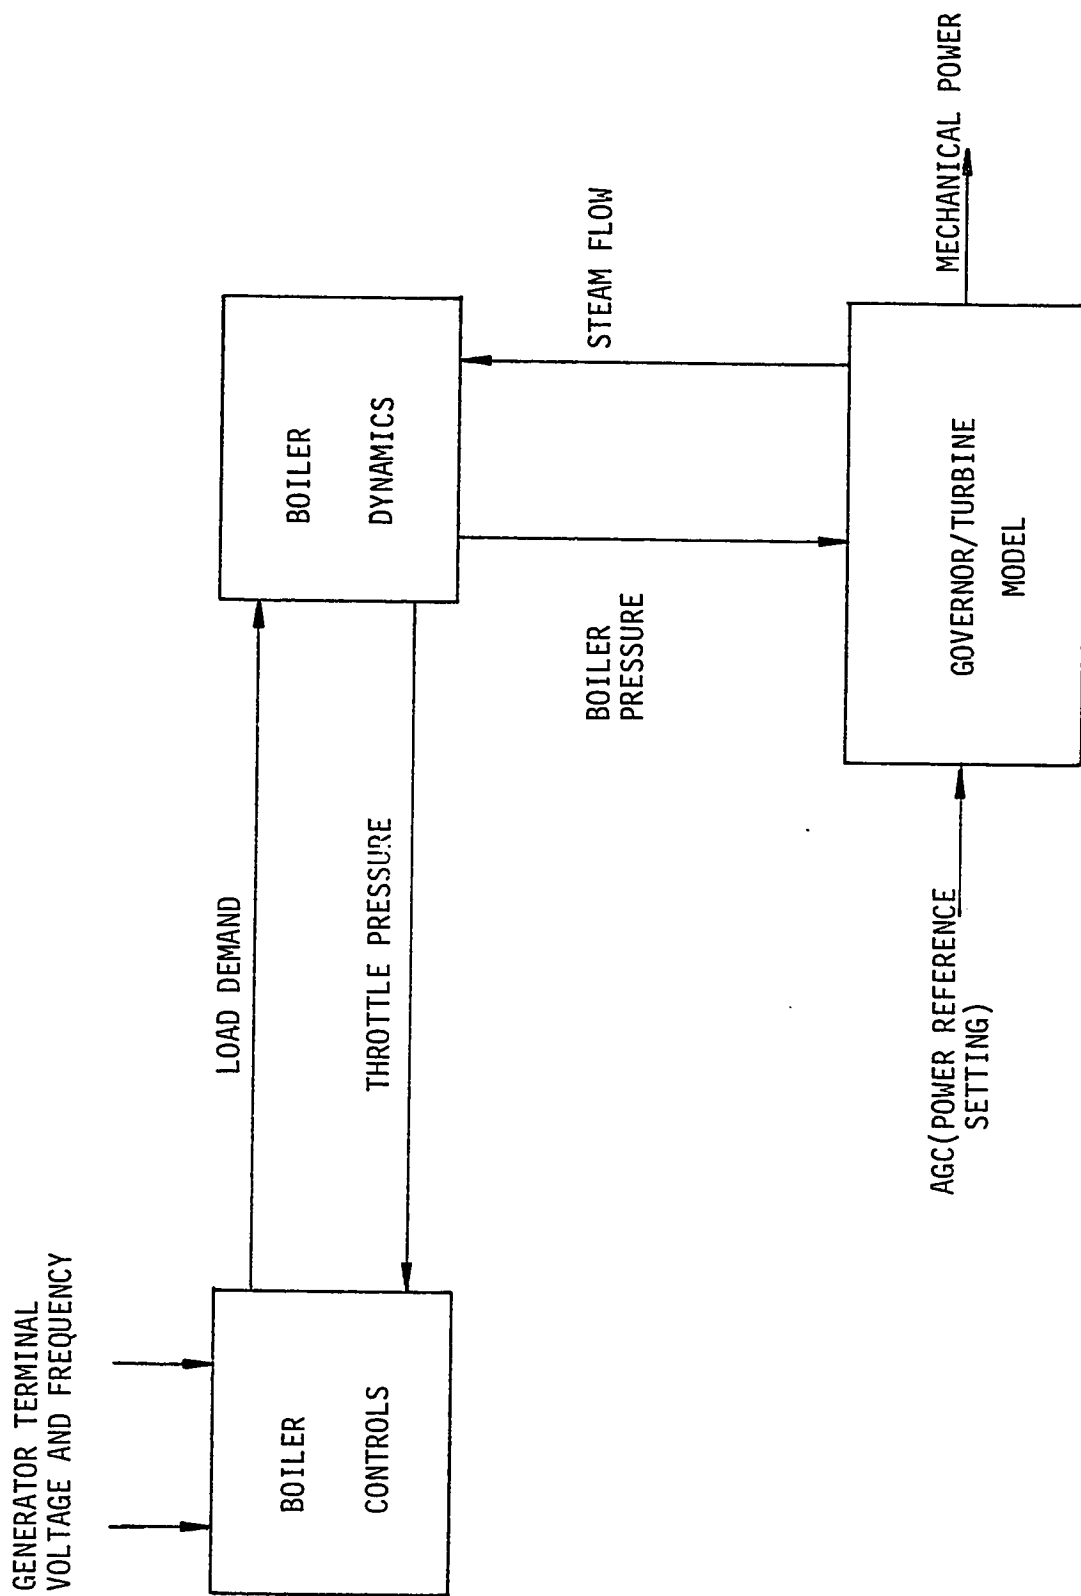 GENERATOR TERMINAL
VOLTAGE AND FREQUENCY
BOILER
CONTROLS
LOAD DEMAND
THROTTLE PRESSURE
BOILER
DYNAMICS
BOILER
PRESSURE
STEAM FLOW
AGC(POWER REFERENCE
SETTING)
GOVERNOR/TURBINE
MODEL
MECHANICAL POWER